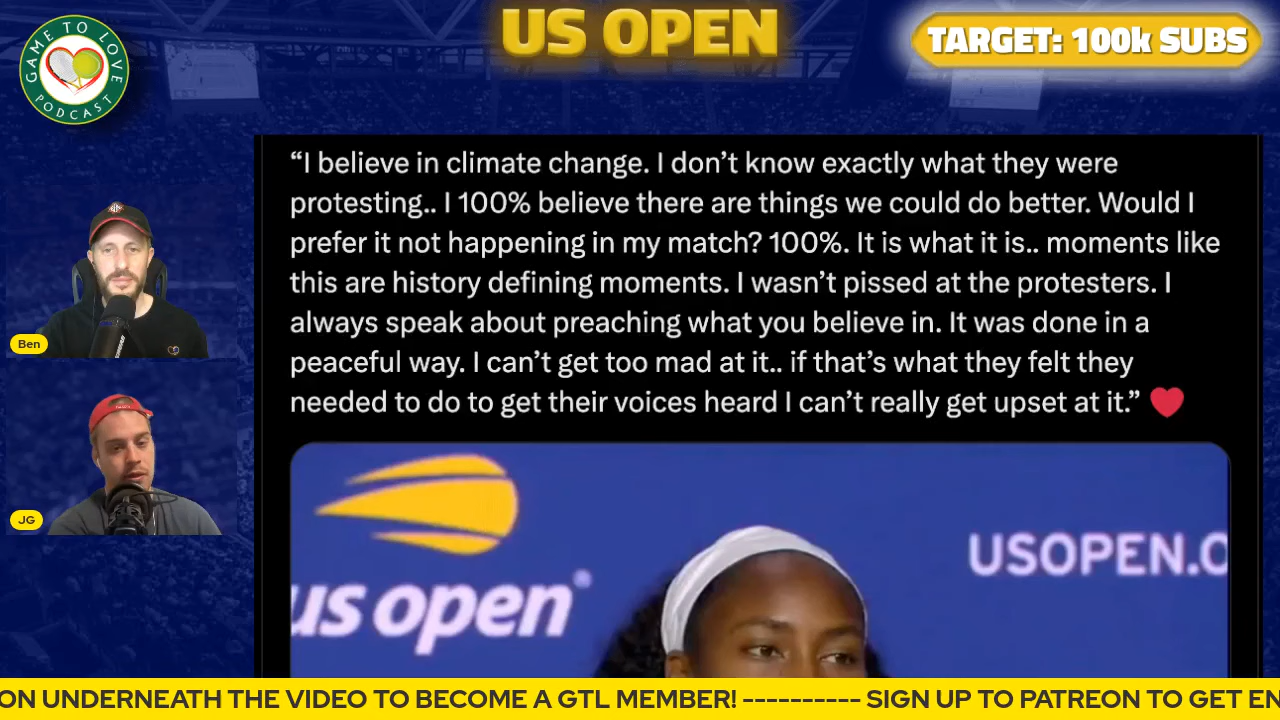 GAME TO LOVE
PODCAST
US OPEN
TARGET: 100k SUBS
“I believe in climate change. I don’t know exactly what they were
protesting.. I 100% believe there are things we could do better. Would I
prefer it not happening in my match? 100%. It is what it is.. moments like
this are history defining moments. I wasn’t pissed at the protesters. I
always speak about preaching what you believe in. It was done in a
peaceful way. I can’t get too mad at it.. if that’s what they felt they
needed to do to get their voices heard I can’t really get upset at it.” ❤️
Ben
JG
us open®
USOPEN.O
ON UNDERNEATH THE VIDEO TO BECOME A GTL MEMBER! ---------- SIGN UP TO PATREON TO GET EN